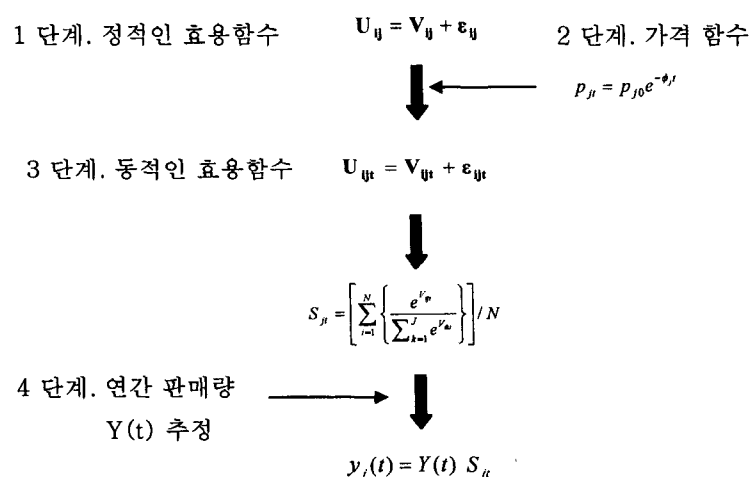 1 단계. 정적인 효용함수
U_ij = V_ij + ε_ij
2 단계. 가격 함수
p_jt = p_j0 e^{-φ_j t}
3 단계. 동적인 효용함수
U_ijt = V_ijt + ε_ijt
S_jt = [∑_{i=1}^{N} {e^{V_ijt} / ∑_{k=1}^{J} e^{V_ikt}}] / N
4 단계. 연간 판매량
Y(t) 추정
y_j(t) = Y(t) S_jt